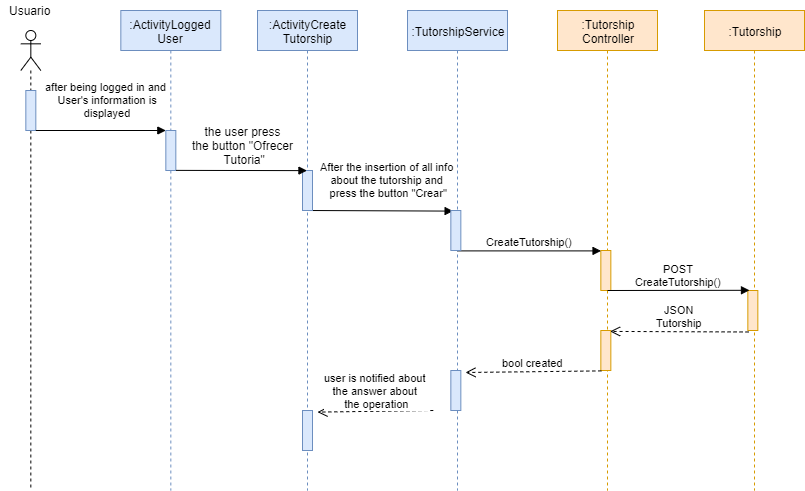 Usuario
:ActivityLogged
User
:ActivityCreate
Tutorship
:TutorshipService
:Tutorship
Controller
:Tutorship
after being logged in and
User's information is
displayed
the user press
the button "Ofrecer
Tutoria"
After the insertion of all info
about the tutorship and
press the button "Crear"
CreateTutorship()
POST
CreateTutorship()
JSON
Tutorship
bool created
user is notified about
the answer about
the operation